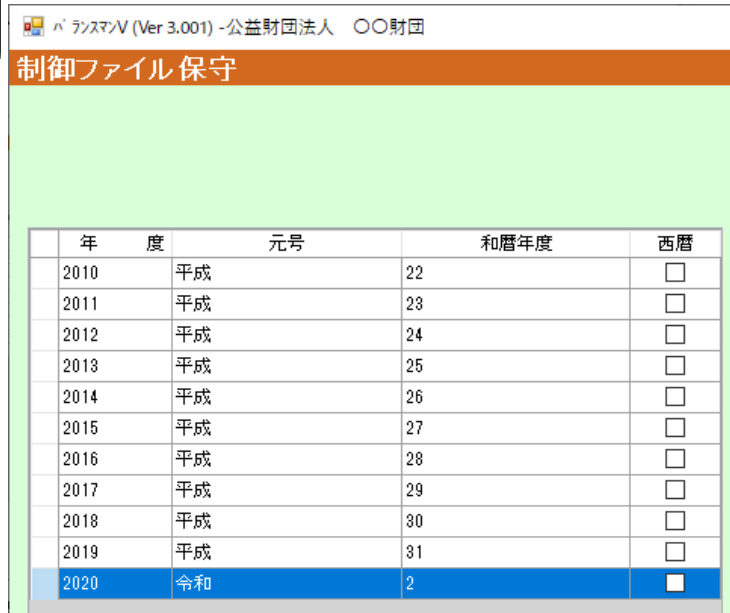 バランスマンV (Ver 3.001) -公益財団法人　〇〇財団
制御ファイル保守
年　度 元号 和暦年度 西暦
2010 平成 22
2011 平成 23
2012 平成 24
2013 平成 25
2014 平成 26
2015 平成 27
2016 平成 28
2017 平成 29
2018 平成 30
2019 平成 31
2020 令和 2